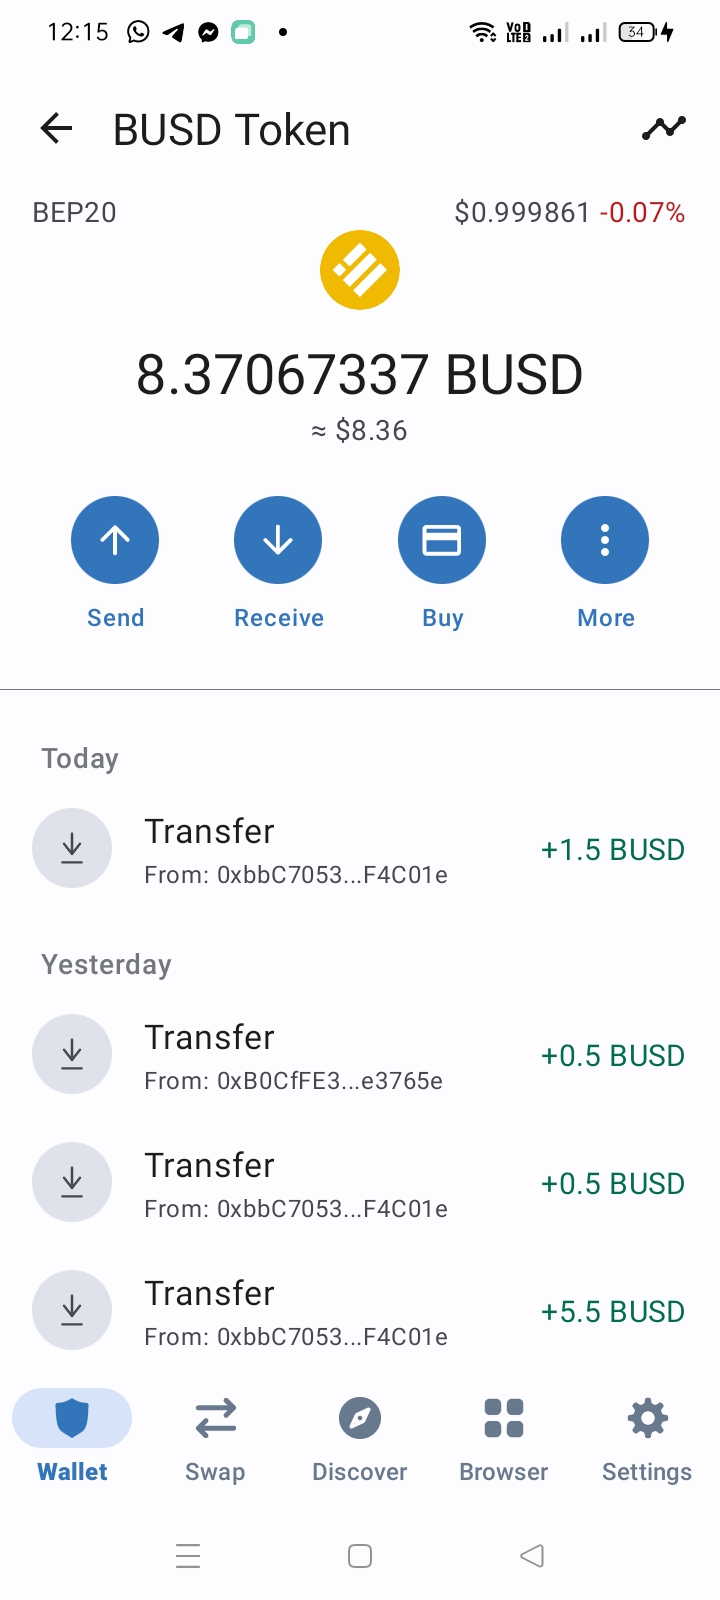 12:15
Vo 1
LTE 2
34
BUSD Token
BEP20
$0.999861 -0.07%
8.37067337 BUSD
≈ $8.36
Send
Receive
Buy
More
Today
Transfer
+1.5 BUSD
From: 0xbbC7053...F4C01e
Yesterday
Transfer
+0.5 BUSD
From: 0xB0CfFE3...e3765e
Transfer
+0.5 BUSD
From: 0xbbC7053...F4C01e
Transfer
+5.5 BUSD
From: 0xbbC7053...F4C01e
Wallet
Swap
Discover
Browser
Settings